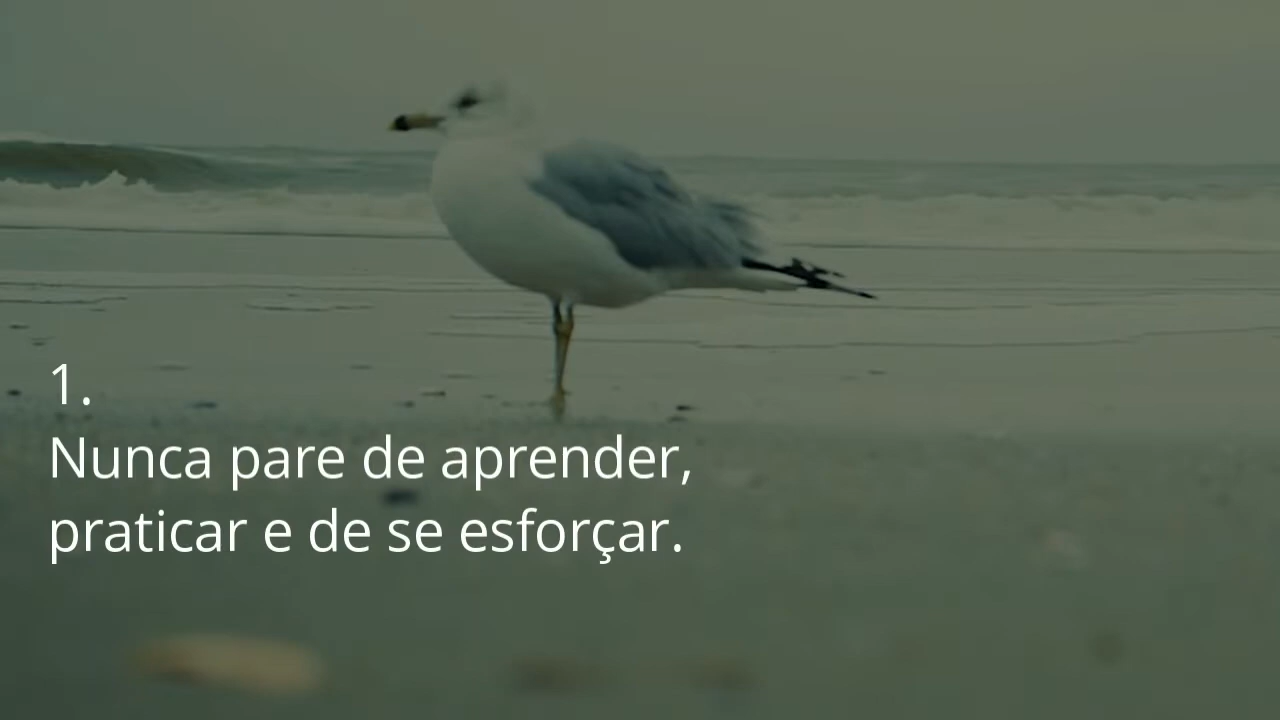 1.
Nunca pare de aprender,
praticar e de se esforçar.